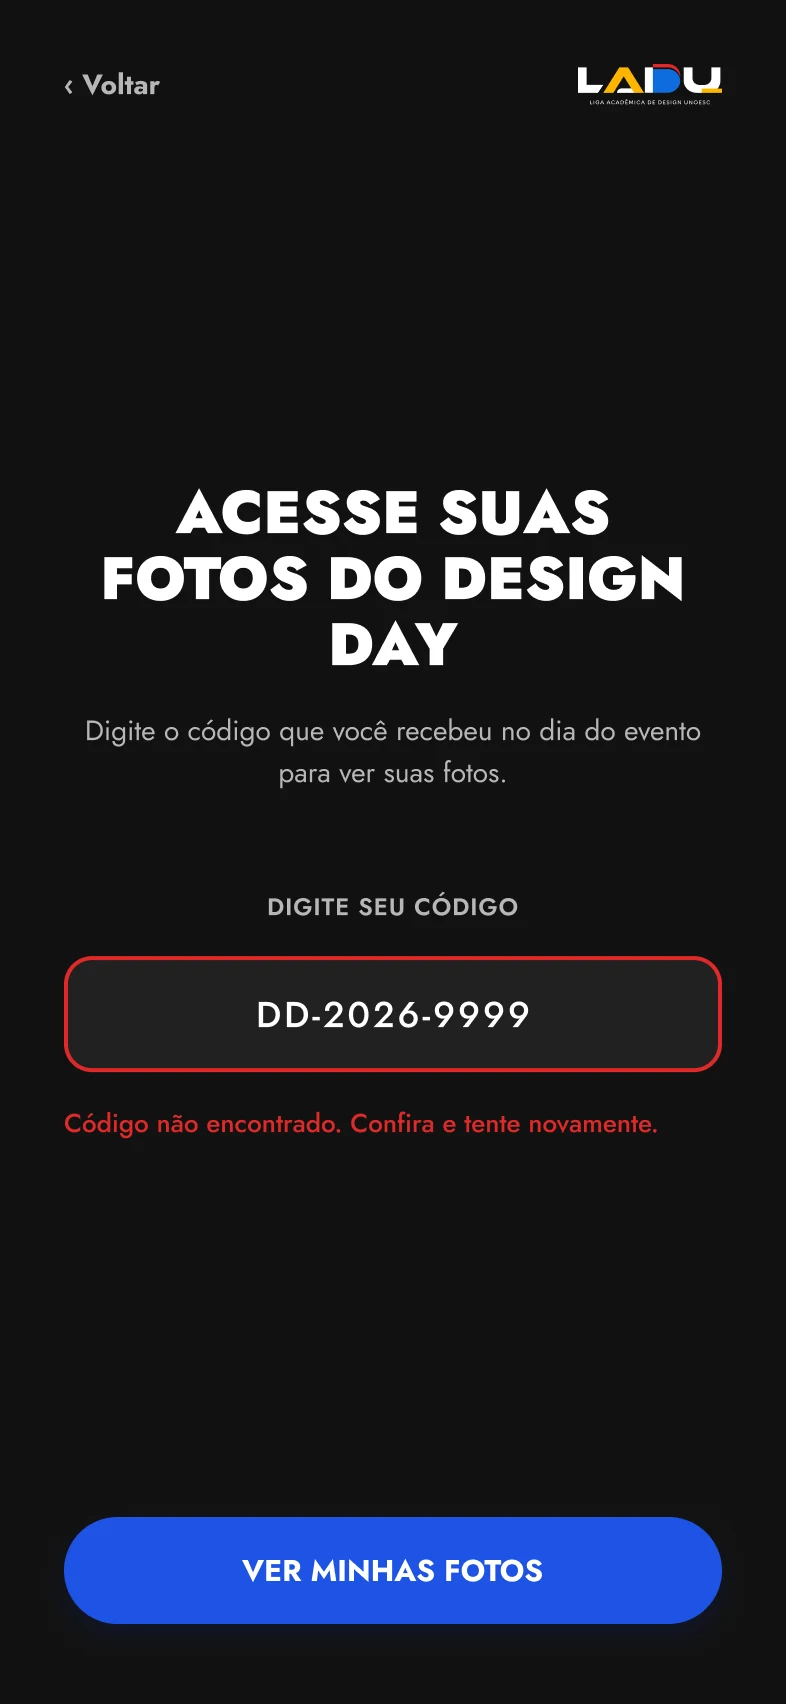 ‹ Voltar
LADU
LIGA ACADÊMICA DE DESIGN UNOESC
ACESSE SUAS
FOTOS DO DESIGN
DAY
Digite o código que você recebeu no dia do evento
para ver suas fotos.
DIGITE SEU CÓDIGO
DD-2026-9999
Código não encontrado. Confira e tente novamente.
VER MINHAS FOTOS